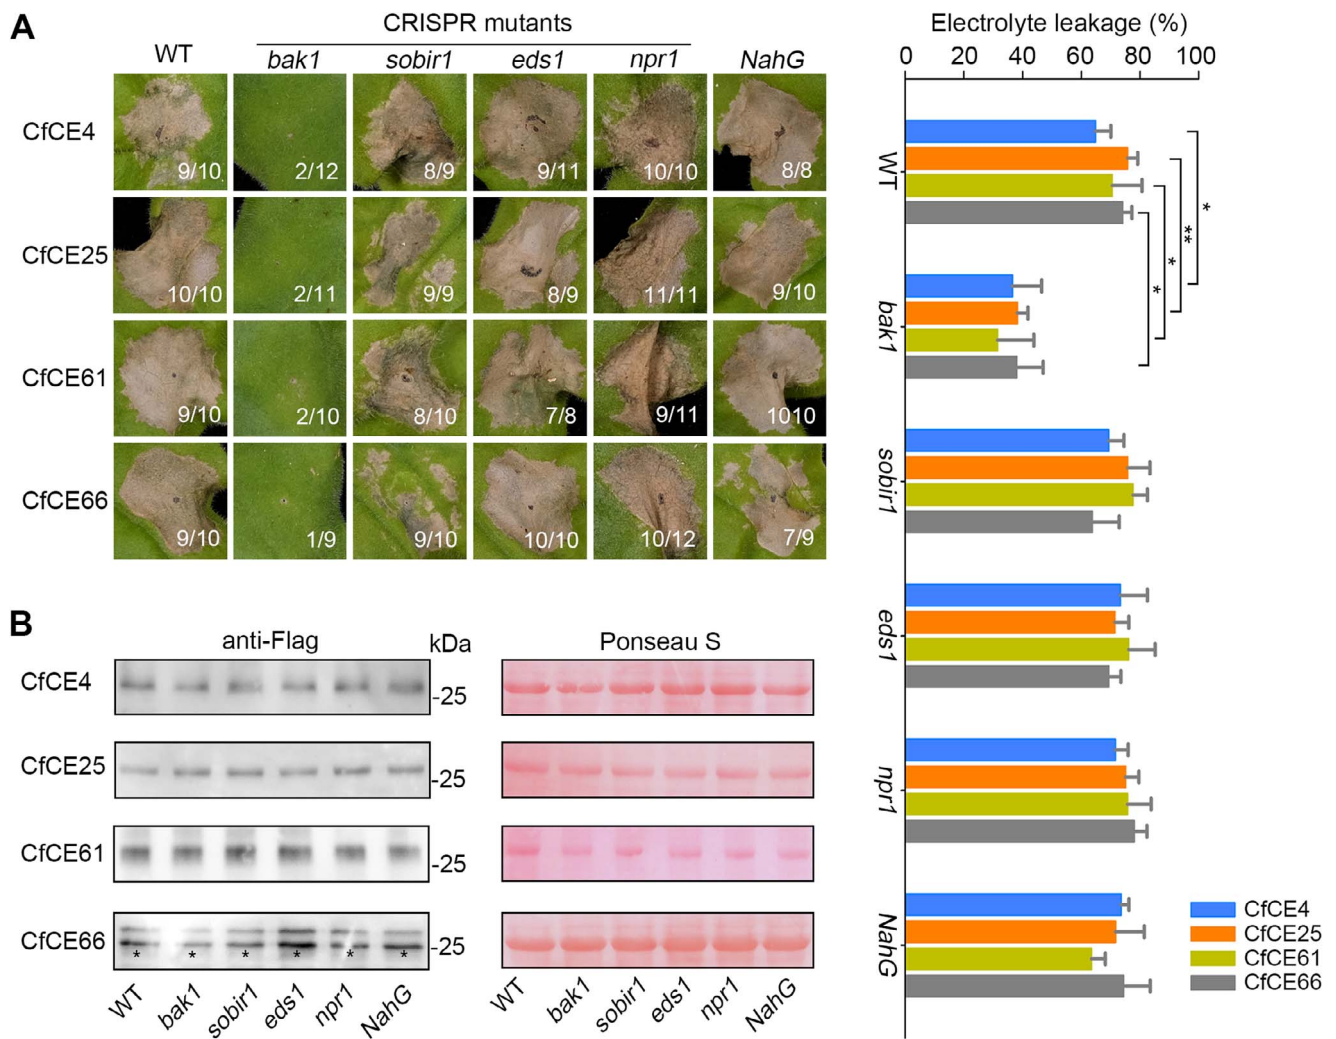 A
CRISPR mutants
WT bak1 sobir1 eds1 npr1 NahG
CfCE4 9/10 2/12 8/9 9/11 10/10 8/8
CfCE25 10/10 2/11 9/9 8/9 11/11 9/10
CfCE61 9/10 2/10 8/10 7/8 9/11 1010
CfCE66 9/10 1/9 9/10 10/10 10/12 7/9
Electrolyte leakage (%)
0 20 40 60 80 100
WT
*
**
*
*
bak1
sobir1
eds1
npr1
NahG
CfCE4
CfCE25
CfCE61
CfCE66
B
anti-Flag kDa Ponseau S
CfCE4 -25
CfCE25 -25
CfCE61 -25
CfCE66 -25
* * * * * *
WT bak1 sobir1 eds1 npr1 NahG WT bak1 sobir1 eds1 npr1 NahG